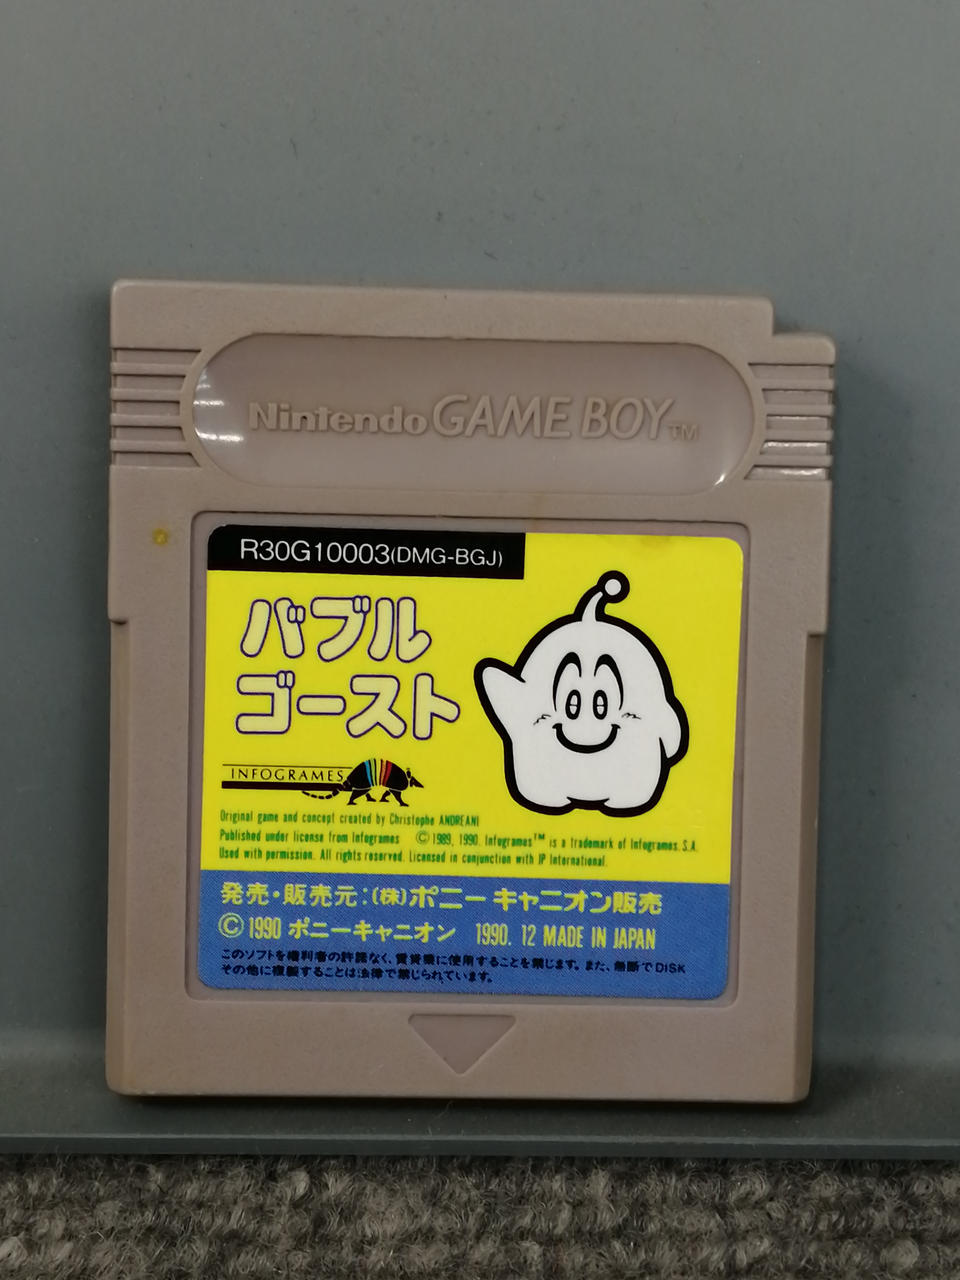 Nintendo GAME BOY TM
R30G10003(DMG-BGJ)
バブル
ゴースト
INFOGRAMES
Original game and concept created by Christophe ANDREANI
Published under license from Infogrames ©1989, 1990. Infogrames™ is a trademark of Infogrames S.A.
Used with permission. All rights reserved. Licensed in conjunction with IP International.
発売・販売元:(株)ポニーキャニオン販売
©1990 ポニーキャニオン 1990. 12 MADE IN JAPAN
このソフトを権利者の許諾なく、賃貸業に使用することを禁じます。また、無断でDISK
その他に複製することは法律で禁じられています。